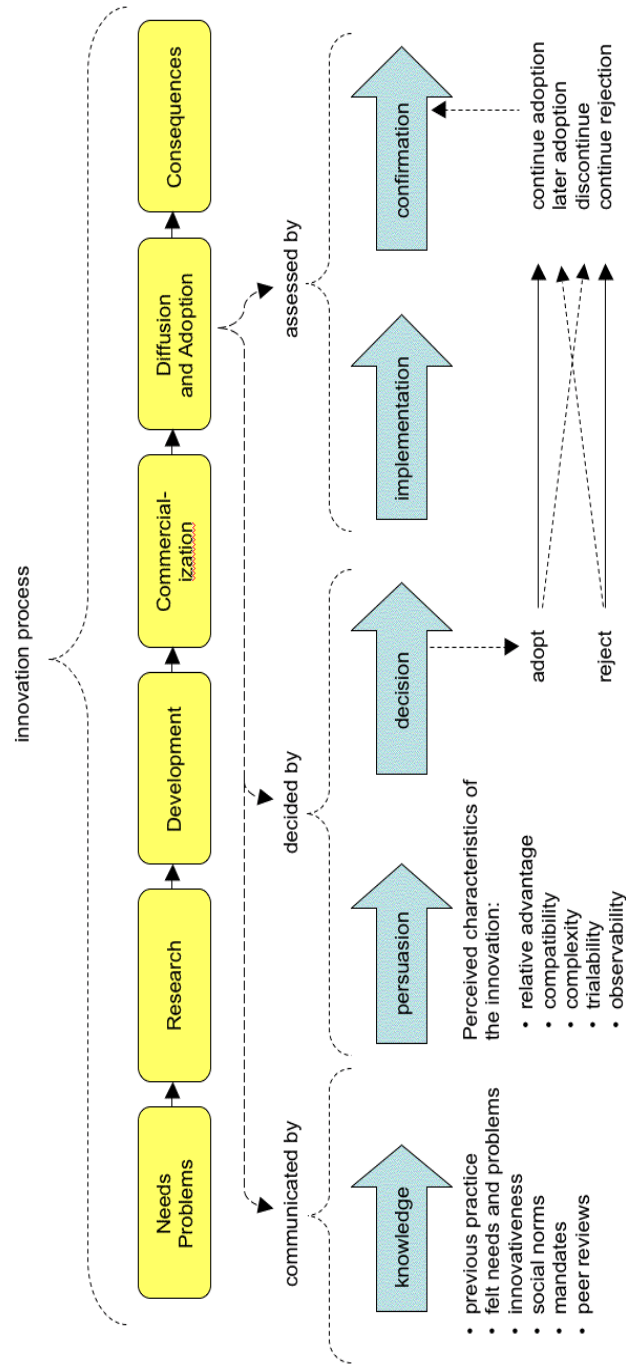 innovation process
Needs
Problems
Research
Development
Commercial-
ization
Diffusion
and Adoption
Consequences
communicated by
decided by
assessed by
knowledge
persuasion
decision
implementation
confirmation
• previous practice
• felt needs and problems
• innovativeness
• social norms
• mandates
• peer reviews
Perceived characteristics of
the innovation:
• relative advantage
• compatibility
• complexity
• trialability
• observability
adopt
reject
continue adoption
later adoption
discontinue
continue rejection